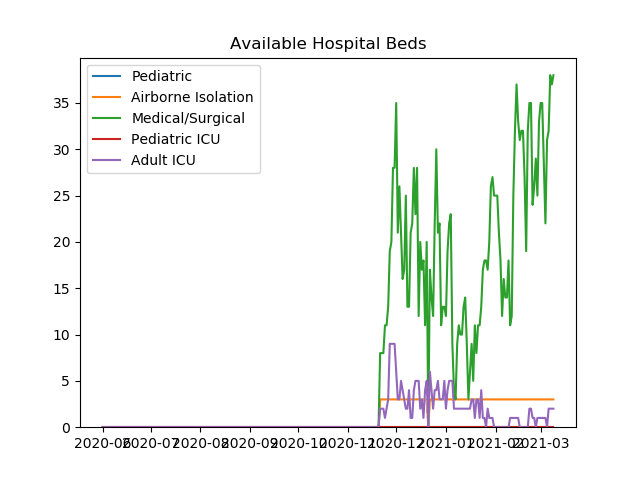 Available Hospital Beds
Pediatric
Airborne Isolation
Medical/Surgical
Pediatric ICU
Adult ICU
35
30
25
20
15
10
5
0
2020-06 2020-07 2020-08 2020-09 2020-10 2020-11 2020-12 2021-01 2021-02 2021-03